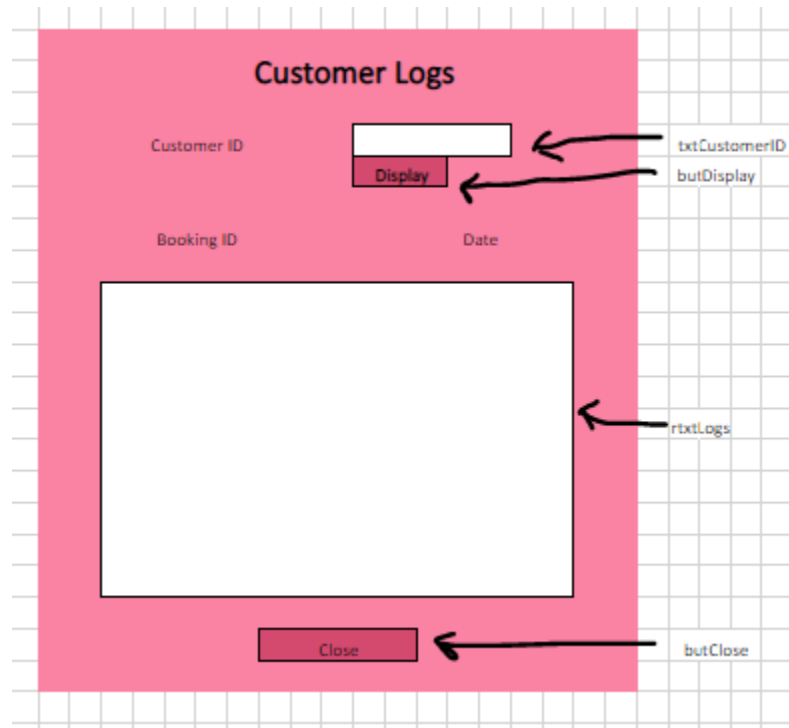 Customer Logs
Customer ID
txtCustomerID
Display
butDisplay
Booking ID
Date
rtxtLogs
Close
butClose